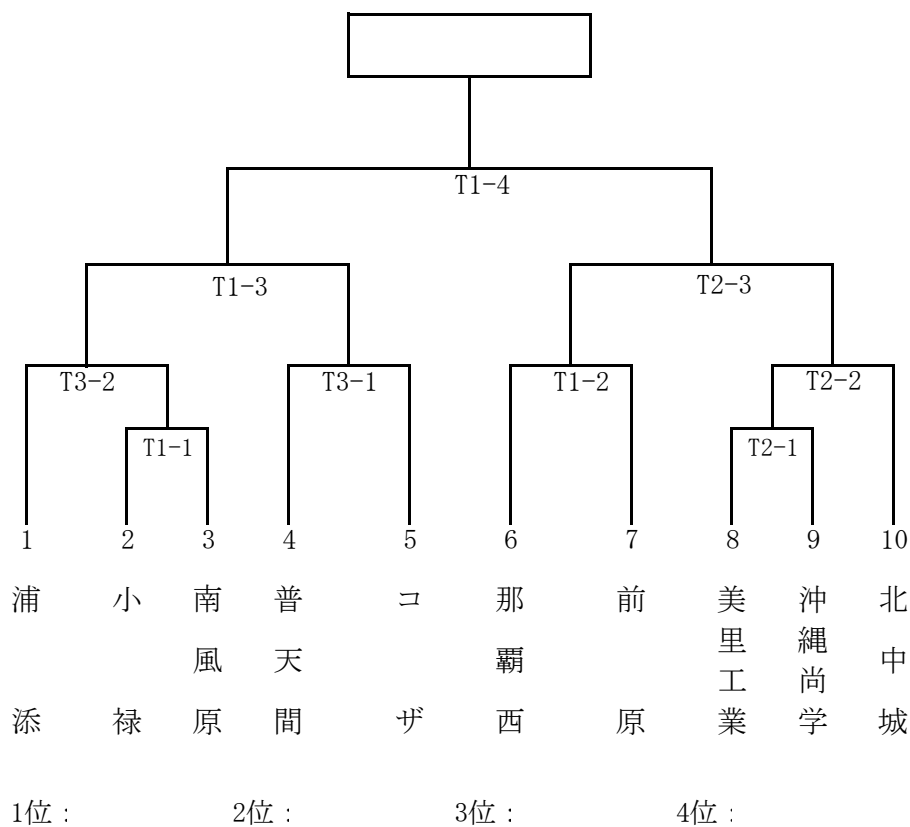 T1-4
T1-3 T2-3
T3-2 T3-1 T1-2 T2-2
T1-1 T2-1
1 2 3 4 5 6 7 8 9 10
浦添 小禄 南風原 普天間 コザ 那覇西 前原 美里工業 沖縄尚学 北中城
1位: 2位: 3位: 4位: